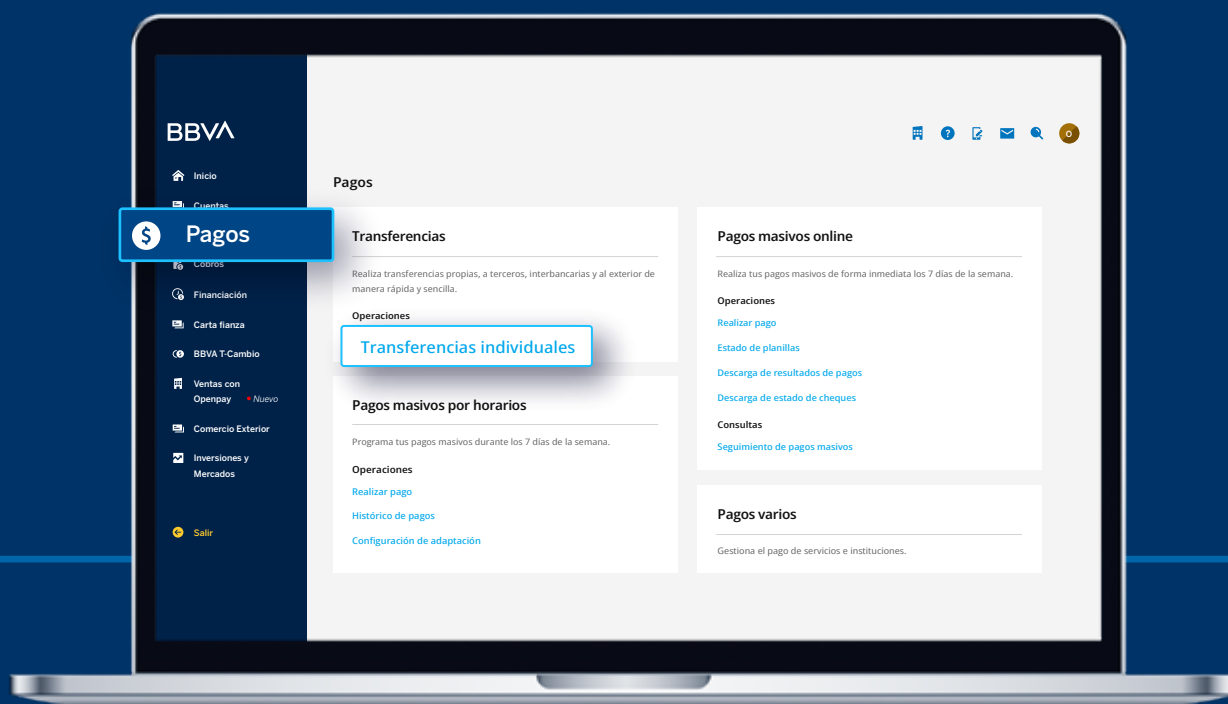 BBVA
Inicio
Cuentas
Pagos
Cobros
Financiación
Carta fianza
BBVA T-Cambio
Ventas con
Openpay • Nuevo
Comercio Exterior
Inversiones y
Mercados
Salir
?
O
Pagos
Transferencias
Realiza transferencias propias, a terceros, interbancarias y al exterior de
manera rápida y sencilla.
Operaciones
Transferencias individuales
Pagos masivos por horarios
Programa tus pagos masivos durante los 7 días de la semana.
Operaciones
Realizar pago
Histórico de pagos
Configuración de adaptación
Pagos masivos online
Realiza tus pagos masivos de forma inmediata los 7 días de la semana.
Operaciones
Realizar pago
Estado de planillas
Descarga de resultados de pagos
Descarga de estado de cheques
Consultas
Seguimiento de pagos masivos
Pagos varios
Gestiona el pago de servicios e instituciones.